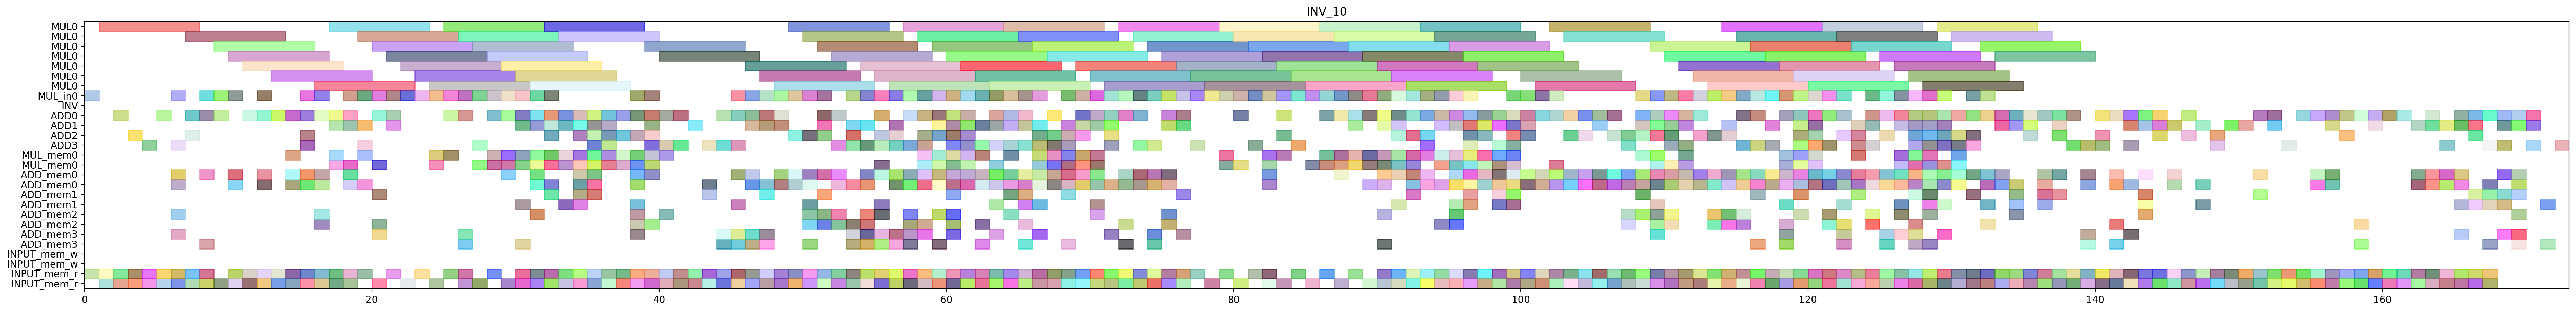 INV_10
MUL0
MUL0
MUL0
MUL0
MUL0
MUL0
MUL0
MUL_in0
INV
ADD0
ADD1
ADD2
ADD3
MUL_mem0
MUL_mem0
ADD_mem0
ADD_mem0
ADD_mem1
ADD_mem1
ADD_mem2
ADD_mem2
ADD_mem3
ADD_mem3
INPUT_mem_w
INPUT_mem_w
INPUT_mem_r
INPUT_mem_r
0 20 40 60 80 100 120 140 160